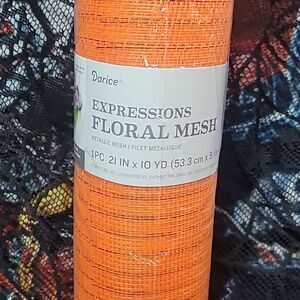 Darice®
EXPRESSIONS
FLORAL MESH
METALLIC MESH / FILET METALLIQUE
1PC 21 IN x 10 YD (53.3 cm x 9.